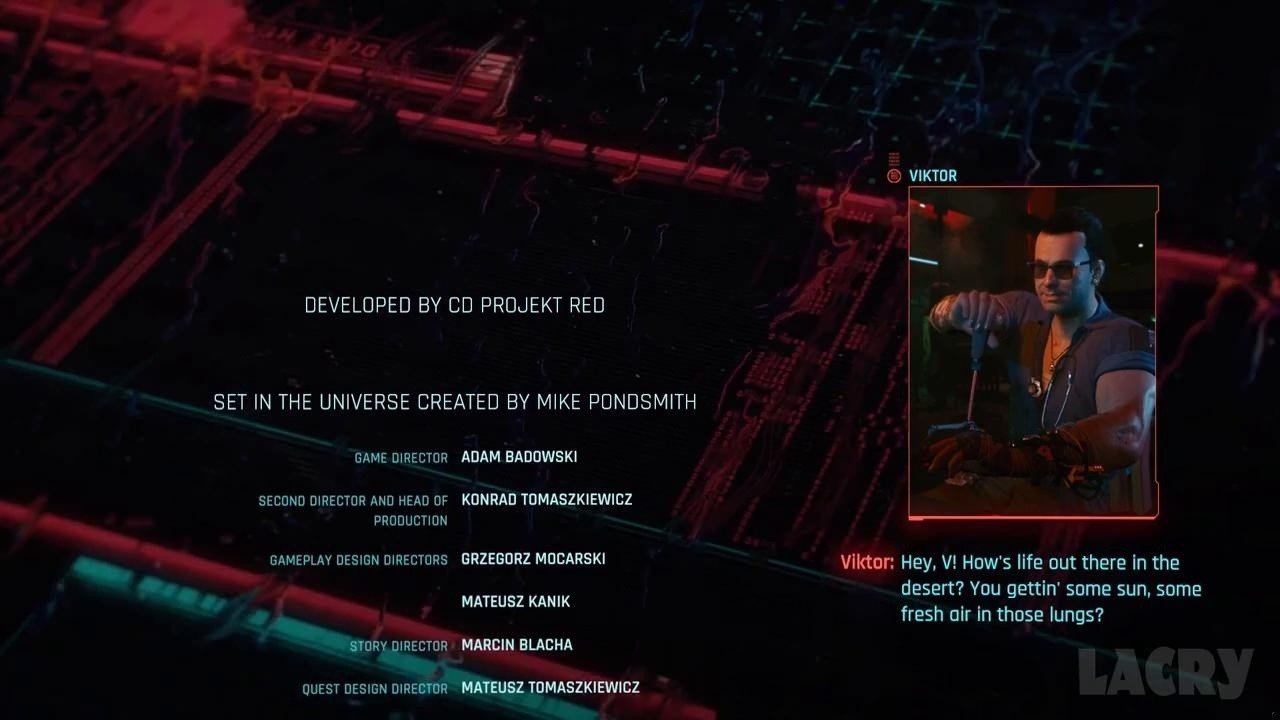 DEVELOPED BY CD PROJEKT RED
SET IN THE UNIVERSE CREATED BY MIKE PONDSMITH
GAME DIRECTOR ADAM BADOWSKI
SECOND DIRECTOR AND HEAD OF KONRAD TOMASZKIEWICZ
PRODUCTION
GAMEPLAY DESIGN DIRECTORS GRZEGORZ MOCARSKI
MATEUSZ KANIK
STORY DIRECTOR MARCIN BLACHA
QUEST DESIGN DIRECTOR MATEUSZ TOMASZKIEWICZ
VIKTOR
Viktor: Hey, V! How's life out there in the
desert? You gettin' some sun, some
fresh air in those lungs?
LACRY